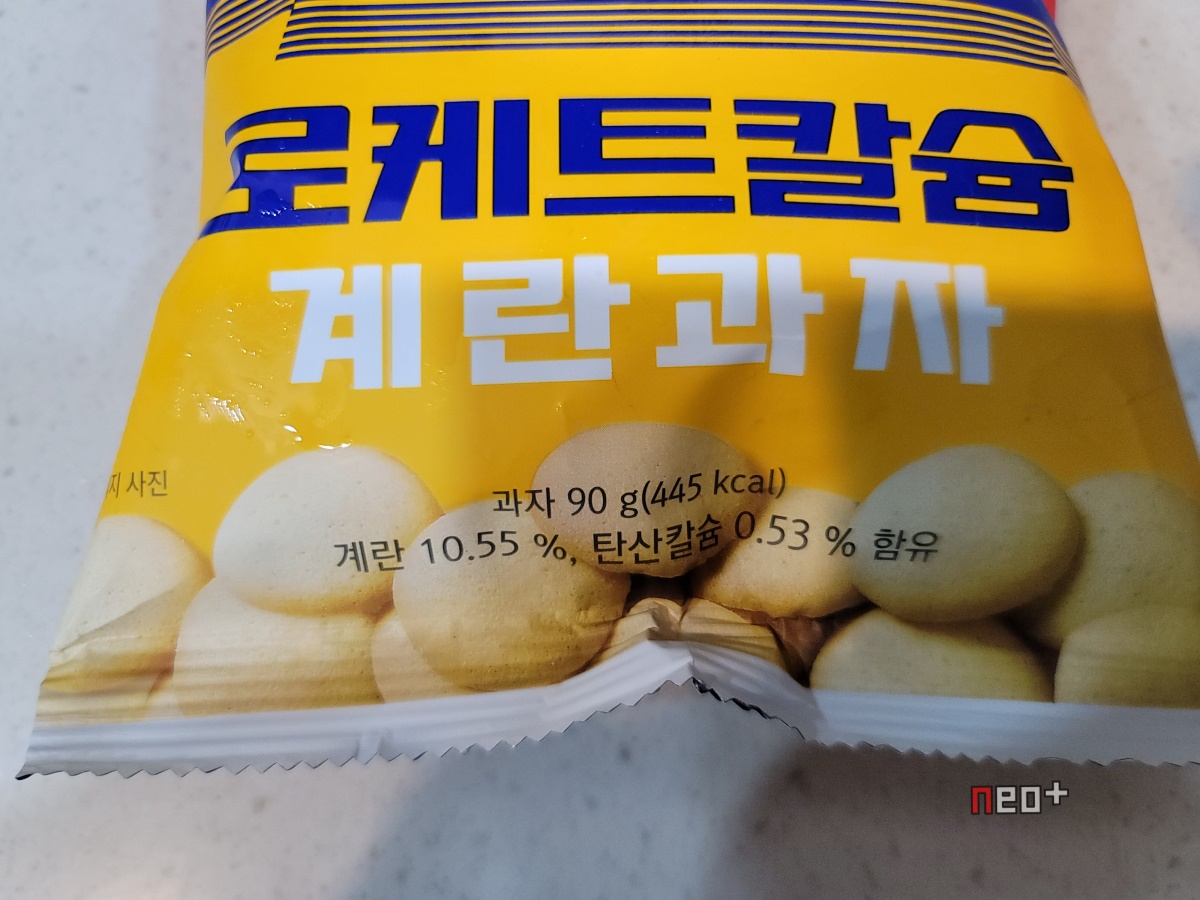 로케트칼슘
계란과자
지 사진
과자 90 g(445 kcal)
계란 10.55 %, 탄산칼슘 0.53 % 함유
neo+